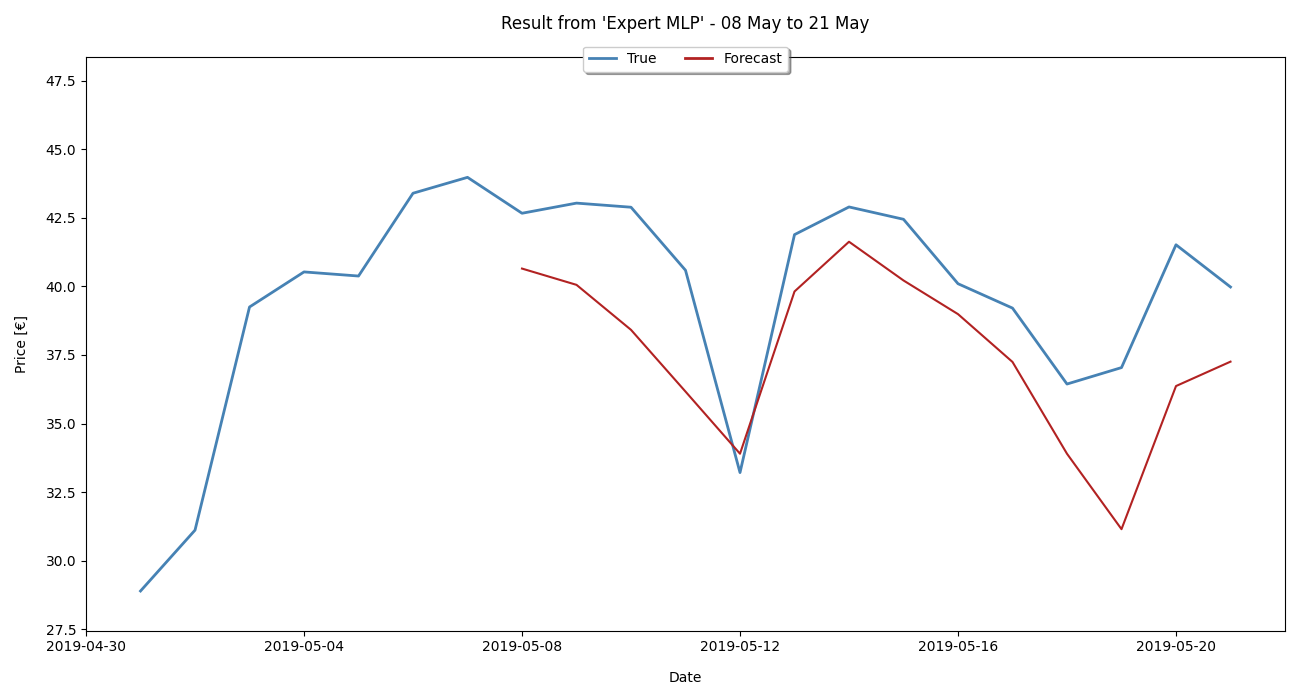 Result from 'Expert MLP' - 08 May to 21 May
True Forecast
47.5
45.0
42.5
40.0
37.5
35.0
32.5
30.0
27.5
Price [€]
2019-04-30 2019-05-04 2019-05-08 2019-05-12 2019-05-16 2019-05-20
Date